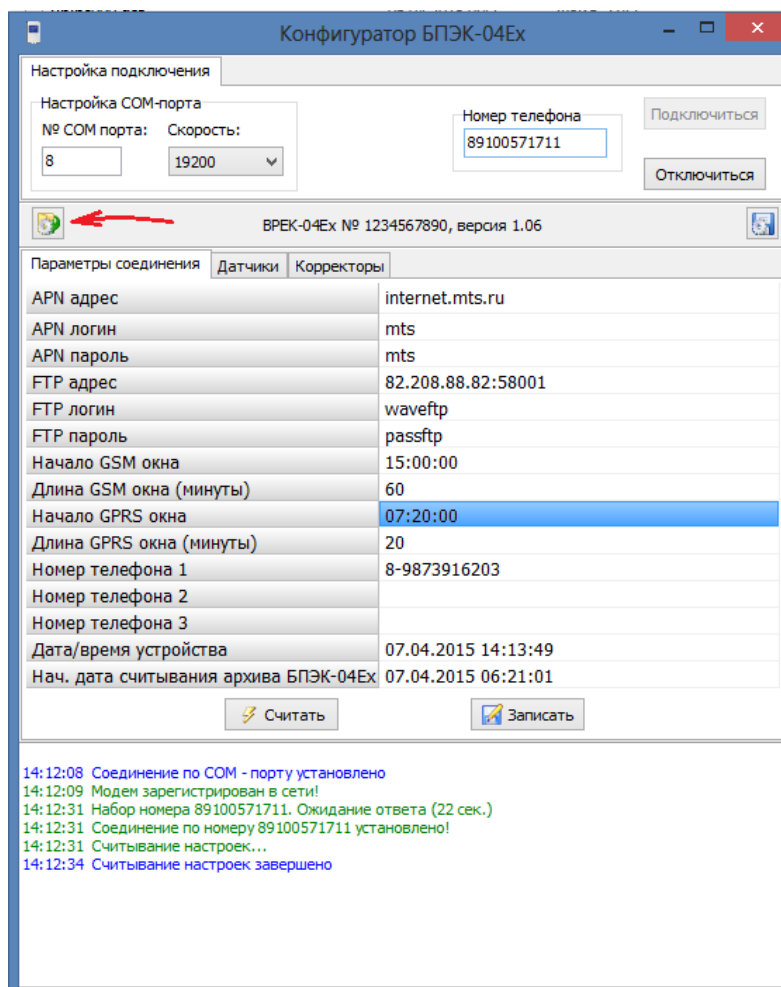 Конфигуратор БПЭК-04Ex
Настройка подключения
Настройка COM-порта
№ COM порта: Скорость:
8 19200
Номер телефона
89100571711
Подключиться
Отключиться
BPEK-04Ex № 1234567890, версия 1.06
Параметры соединения Датчики Корректоры
APN адрес internet.mts.ru
APN логин mts
APN пароль mts
FTP адрес 82.208.88.82:58001
FTP логин waveftp
FTP пароль passftp
Начало GSM окна 15:00:00
Длина GSM окна (минуты) 60
Начало GPRS окна 07:20:00
Длина GPRS окна (минуты) 20
Номер телефона 1 8-9873916203
Номер телефона 2
Номер телефона 3
Дата/время устройства 07.04.2015 14:13:49
Нач. дата считывания архива БПЭК-04Ex 07.04.2015 06:21:01
Считать Записать
14:12:08 Соединение по COM - порту установлено
14:12:09 Модем зарегистрирован в сети!
14:12:31 Набор номера 89100571711. Ожидание ответа (22 сек.)
14:12:31 Соединение по номеру 89100571711 установлено!
14:12:31 Считывание настроек...
14:12:34 Считывание настроек завершено